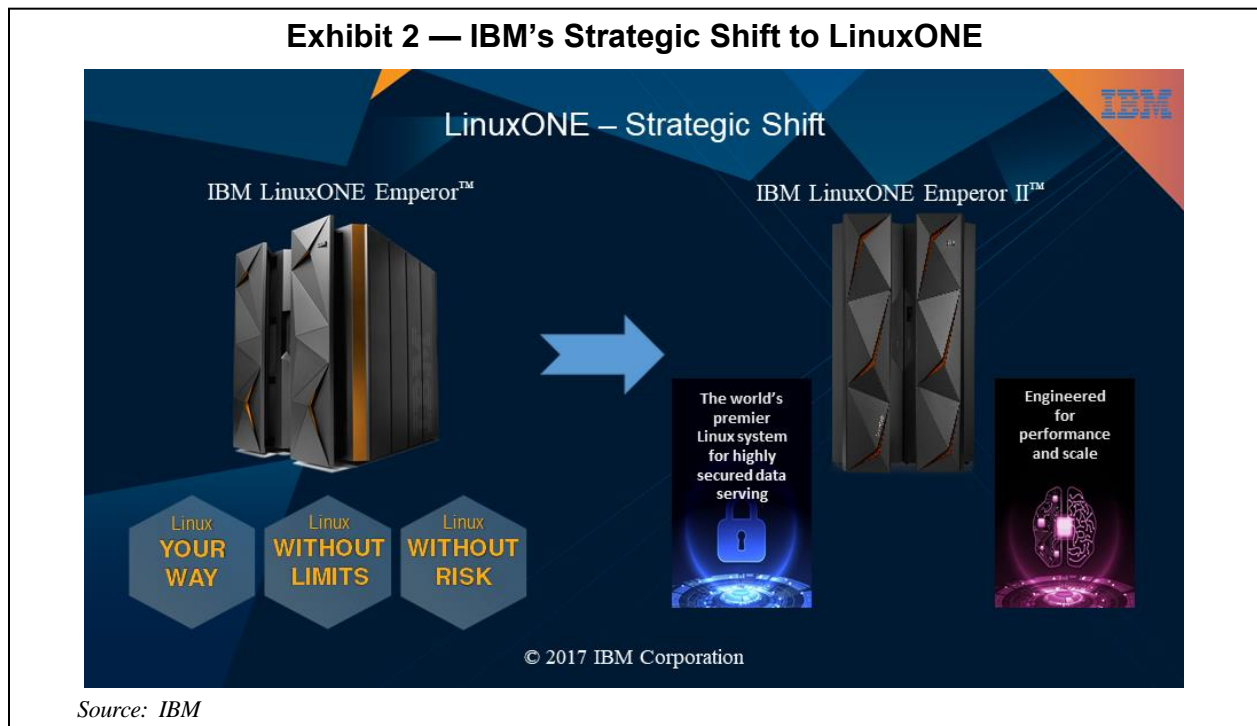 Exhibit 2 — IBM's Strategic Shift to LinuxONE
IBM
LinuxONE – Strategic Shift
IBM LinuxONE Emperor™
IBM LinuxONE Emperor II™
The world's
premier
Linux system
for highly
secured data
serving
Engineered
for
performance
and scale
Linux
YOUR
WAY
Linux
WITHOUT
LIMITS
Linux
WITHOUT
RISK
© 2017 IBM Corporation
Source: IBM